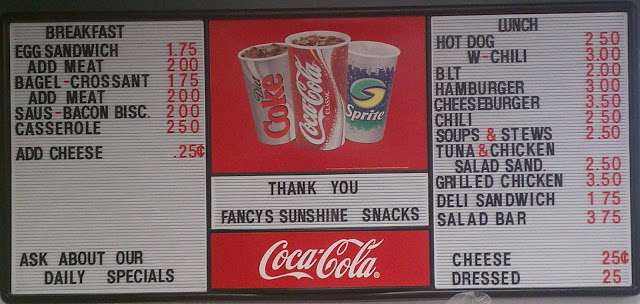 BREAKFAST
EGG SANDWICH 1.75
ADD MEAT 2 00
BAGEL-CROSSANT 1 75
ADD MEAT 2 00
SAUS-BACON BISC. 2 00
CASSEROLE 2 50
ADD CHEESE .25¢
ASK ABOUT OUR
DAILY SPECIALS
Diet Coke
Coca-Cola
CLASSIC
Sprite
THANK YOU
FANCYS SUNSHINE SNACKS
Coca-Cola®
LUNCH
HOT DOG 2 50
W-CHILI 3.00
BLT 2.00
HAMBURGER 3.00
CHEESEBURGER 3.50
CHILI 2.50
SOUPS & STEWS 2.50
TUNA & CHICKEN
SALAD SAND 2.50
GRILLED CHICKEN 3.50
DELI SANDWICH 1 75
SALAD BAR 3 75
CHEESE 25¢
DRESSED 25